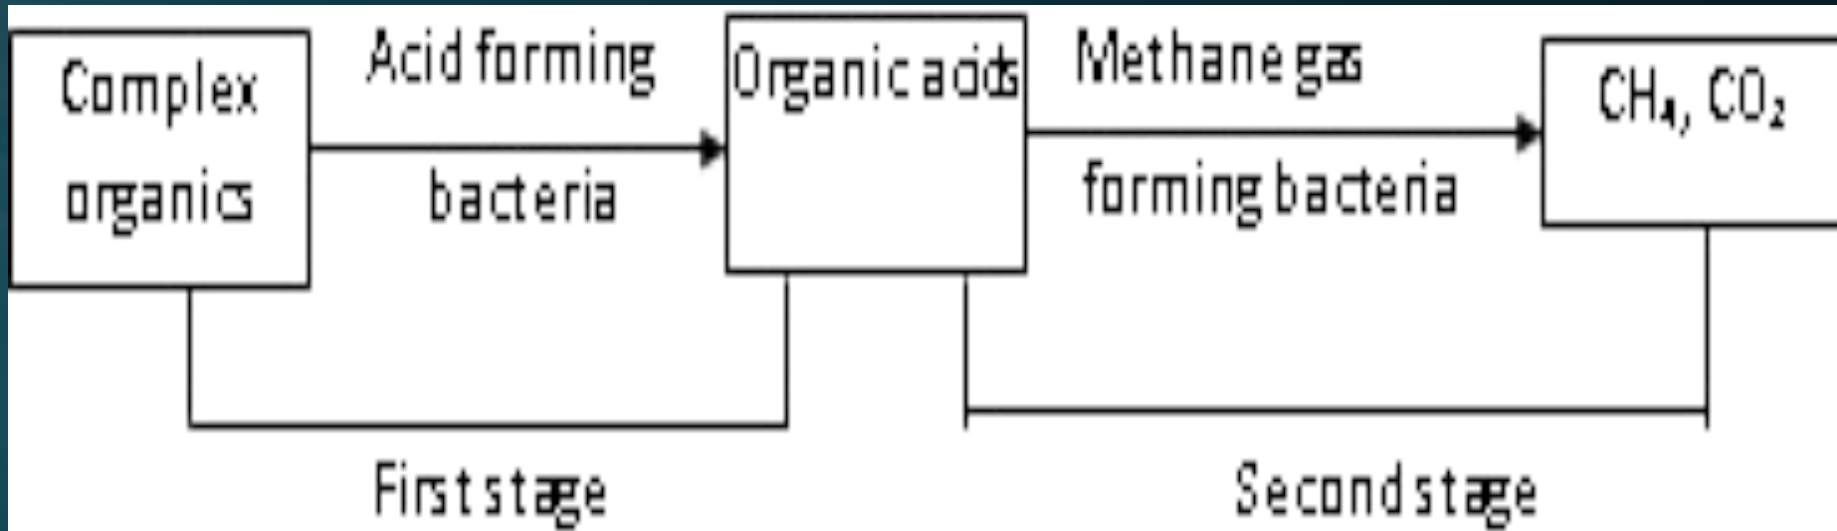 Complex
organics
Acid forming
bacteria
Organic acids
Methane gas
forming bacteria
CH₄, CO₂
First stage
Second stage